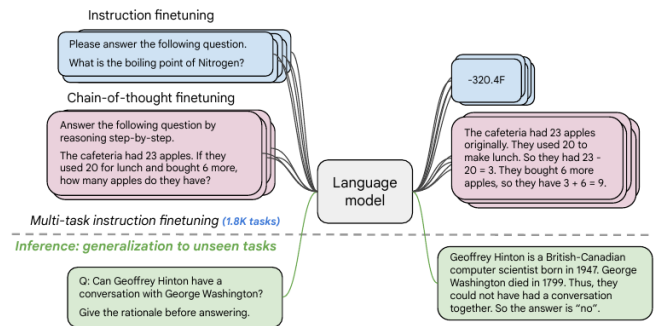 Instruction finetuning
Please answer the following question.
What is the boiling point of Nitrogen?
-320.4F
Chain-of-thought finetuning
Answer the following question by
reasoning step-by-step.
The cafeteria had 23 apples. If they
used 20 for lunch and bought 6 more,
how many apples do they have?
Language
model
The cafeteria had 23 apples
originally. They used 20 to
make lunch. So they had 23 -
20 = 3. They bought 6 more
apples, so they have 3 + 6 = 9.
Multi-task instruction finetuning (1.8K tasks)
Inference: generalization to unseen tasks
Q: Can Geoffrey Hinton have a
conversation with George Washington?
Give the rationale before answering.
Geoffrey Hinton is a British-Canadian
computer scientist born in 1947. George
Washington died in 1799. Thus, they
could not have had a conversation
together. So the answer is “no”.